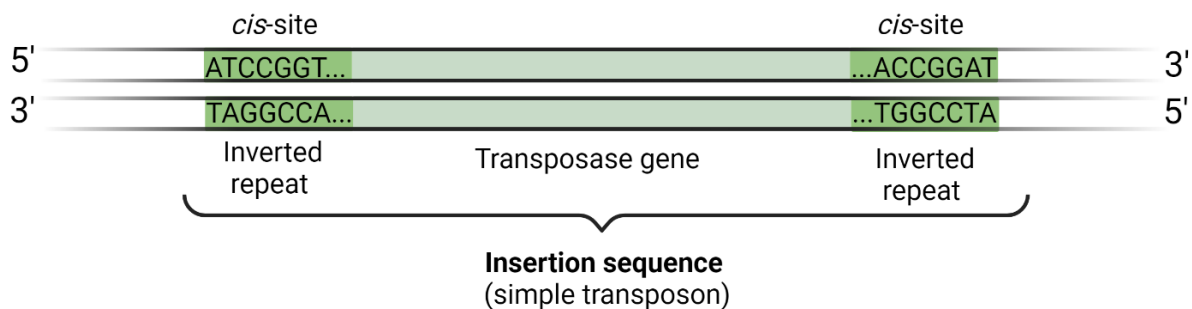 cis-site cis-site
5' ATCCGGT... ...ACCGGAT 3'
3' TAGGCCA... ...TGGCCTA 5'
Inverted repeat Transposase gene Inverted repeat
Insertion sequence
(simple transposon)